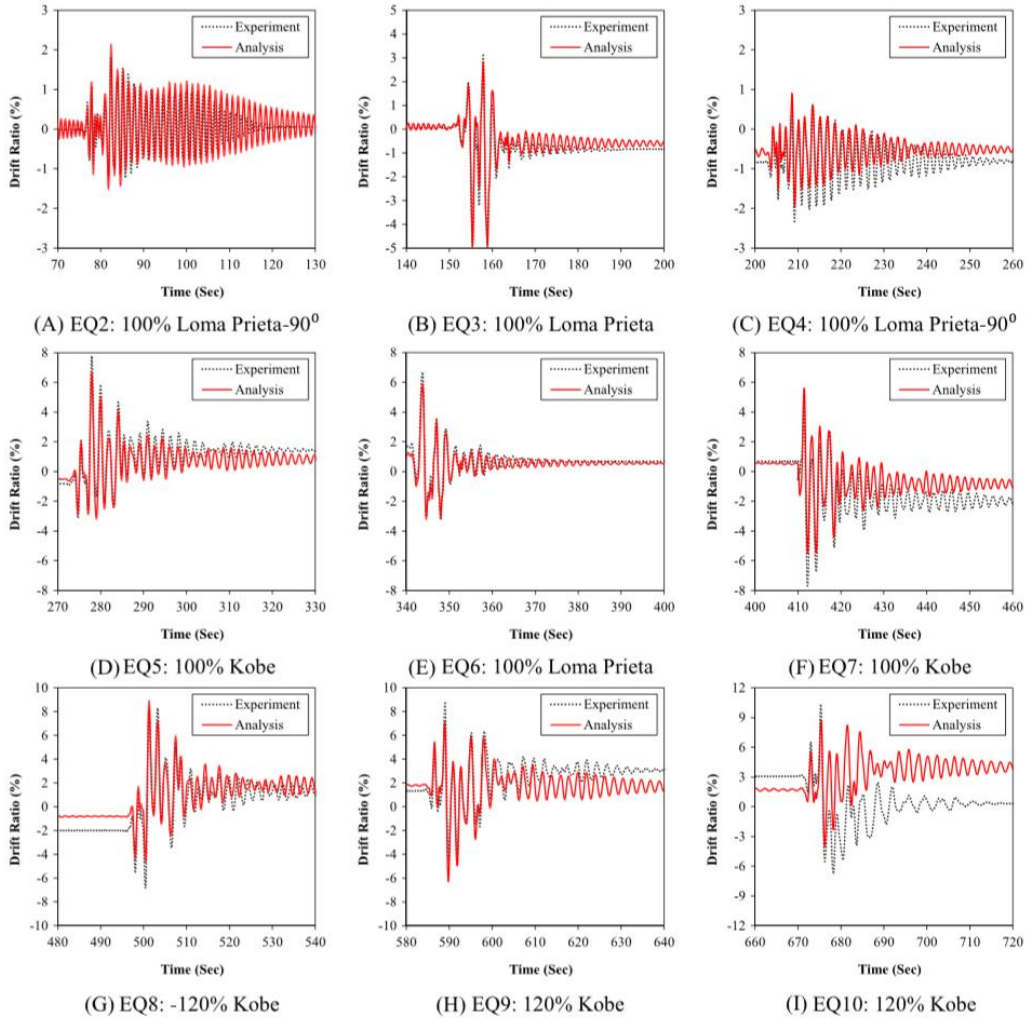 3
2
1
0
-1
-2
-3
Drift Ratio (%)
Experiment
Analysis
70 80 90 100 110 120 130
Time (Sec)
(A) EQ2: 100% Loma Prieta-90⁰
5
4
3
2
1
0
-1
-2
-3
-4
-5
Drift Ratio (%)
Experiment
Analysis
140 150 160 170 180 190 200
Time (Sec)
(B) EQ3: 100% Loma Prieta
3
2
1
0
-1
-2
-3
Drift Ratio (%)
Experiment
Analysis
200 210 220 230 240 250 260
Time (Sec)
(C) EQ4: 100% Loma Prieta-90⁰
8
6
4
2
0
-2
-4
-6
-8
Drift Ratio (%)
Experiment
Analysis
270 280 290 300 310 320 330
Time (Sec)
(D) EQ5: 100% Kobe
8
6
4
2
0
-2
-4
-6
-8
Drift Ratio (%)
Experiment
Analysis
340 350 360 370 380 390 400
Time (Sec)
(E) EQ6: 100% Loma Prieta
8
6
4
2
0
-2
-4
-6
-8
Drift Ratio (%)
Experiment
Analysis
400 410 420 430 440 450 460
Time (Sec)
(F) EQ7: 100% Kobe
10
8
6
4
2
0
-2
-4
-6
-8
-10
Drift Ratio (%)
Experiment
Analysis
480 490 500 510 520 530 540
Time (Sec)
(G) EQ8: -120% Kobe
10
8
6
4
2
0
-2
-4
-6
-8
-10
Drift Ratio (%)
Experiment
Analysis
580 590 600 610 620 630 640
Time (Sec)
(H) EQ9: 120% Kobe
12
9
6
3
0
-3
-6
-9
-12
Drift Ratio (%)
Experiment
Analysis
660 670 680 690 700 710 720
Time (Sec)
(I) EQ10: 120% Kobe